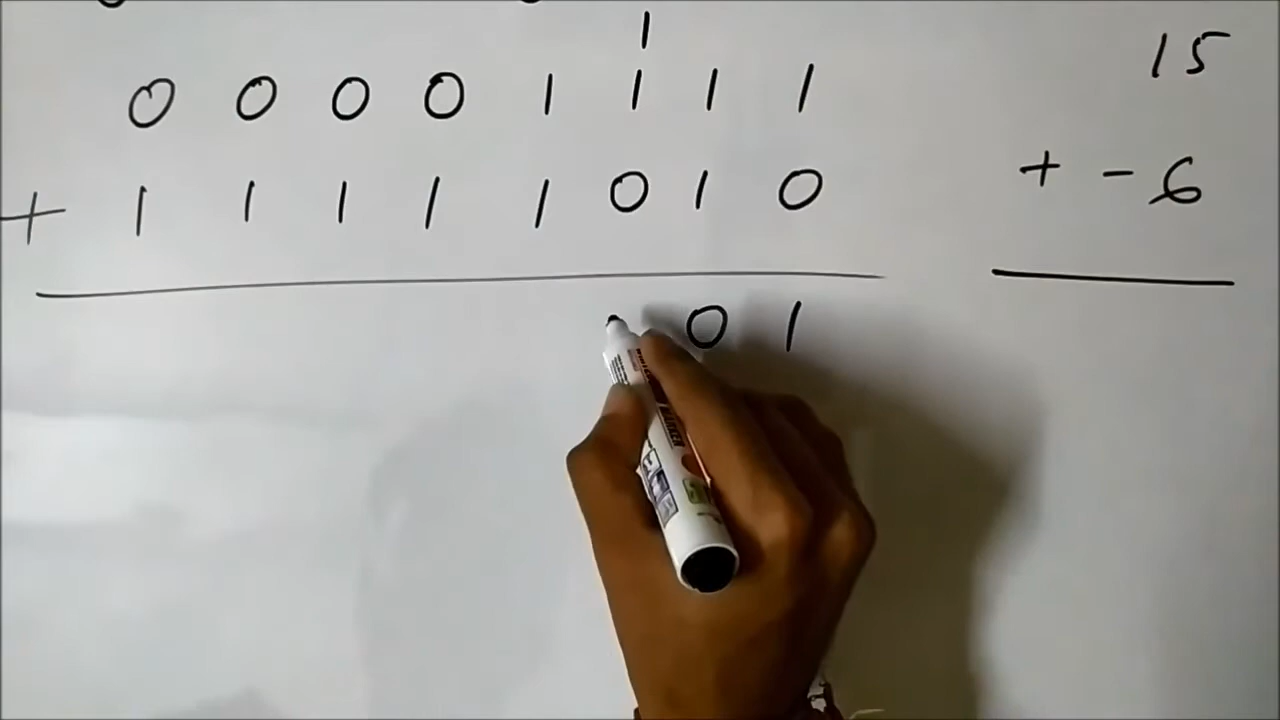 1
0 0 0 0 1 1 1 1 15
+ 1 1 1 1 1 0 1 0 + - 6
0 1